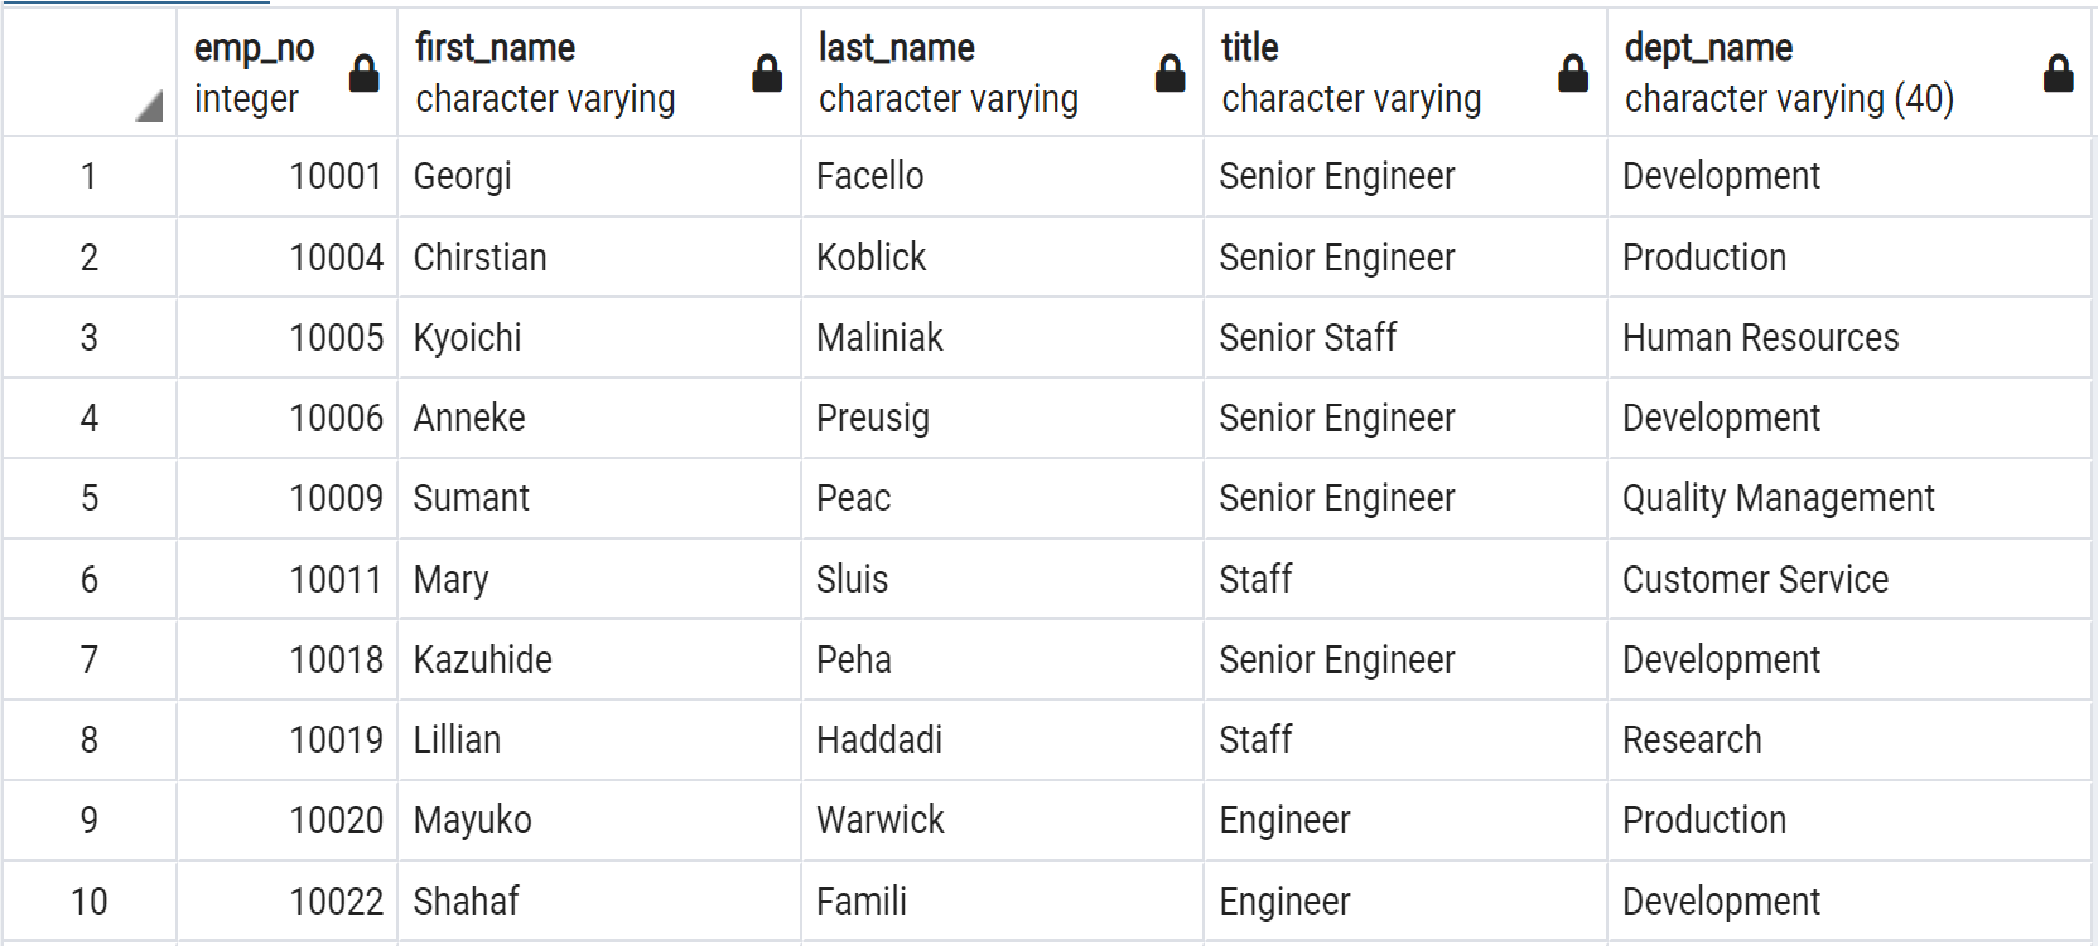 emp_no first_name last_name title dept_name
integer character varying character varying character varying character varying (40)
1 10001 Georgi Facello Senior Engineer Development
2 10004 Chirstian Koblick Senior Engineer Production
3 10005 Kyoichi Maliniak Senior Staff Human Resources
4 10006 Anneke Preusig Senior Engineer Development
5 10009 Sumant Peac Senior Engineer Quality Management
6 10011 Mary Sluis Staff Customer Service
7 10018 Kazuhide Peha Senior Engineer Development
8 10019 Lillian Haddadi Staff Research
9 10020 Mayuko Warwick Engineer Production
10 10022 Shahaf Famili Engineer Development